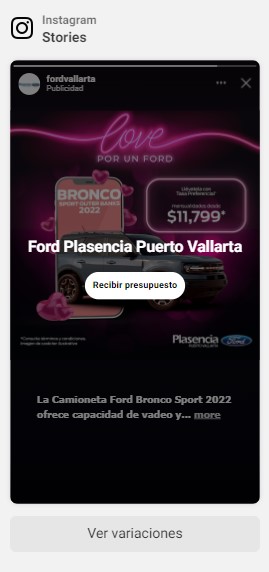 Instagram
Stories
fordvallarta
Publicidad
love
POR UN FORD
BRONCO
SPORT OUTER BANKS
2022
Llévatelo con
Tasa Preferencial*
mensualidades desde
$11,799*
Ford Plasencia Puerto Vallarta
Recibir presupuesto
*Consulta términos y condiciones.
Imagen de carácter ilustrativo
Plasencia
Ford
La Camioneta Ford Bronco Sport 2022
ofrece capacidad de vadeo y... more
Ver variaciones